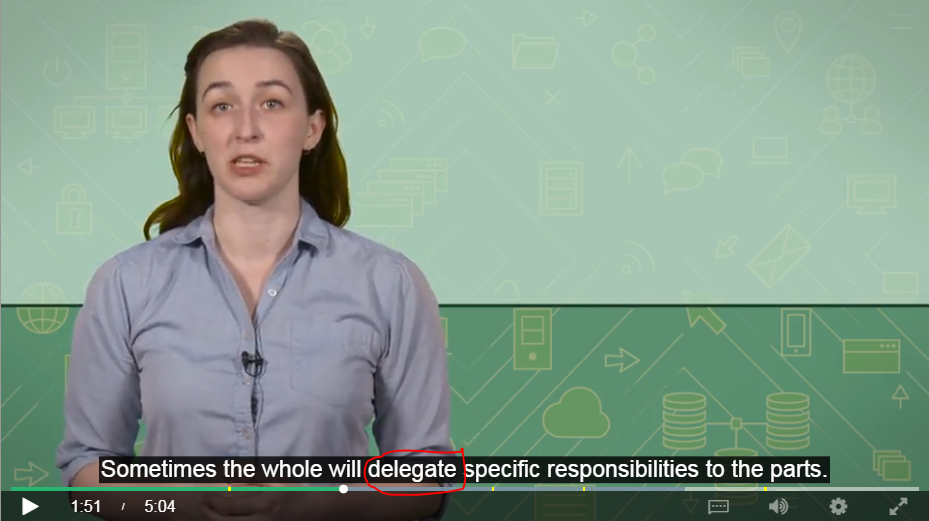 Sometimes the whole will delegate specific responsibilities to the parts.
1:51 / 5:04